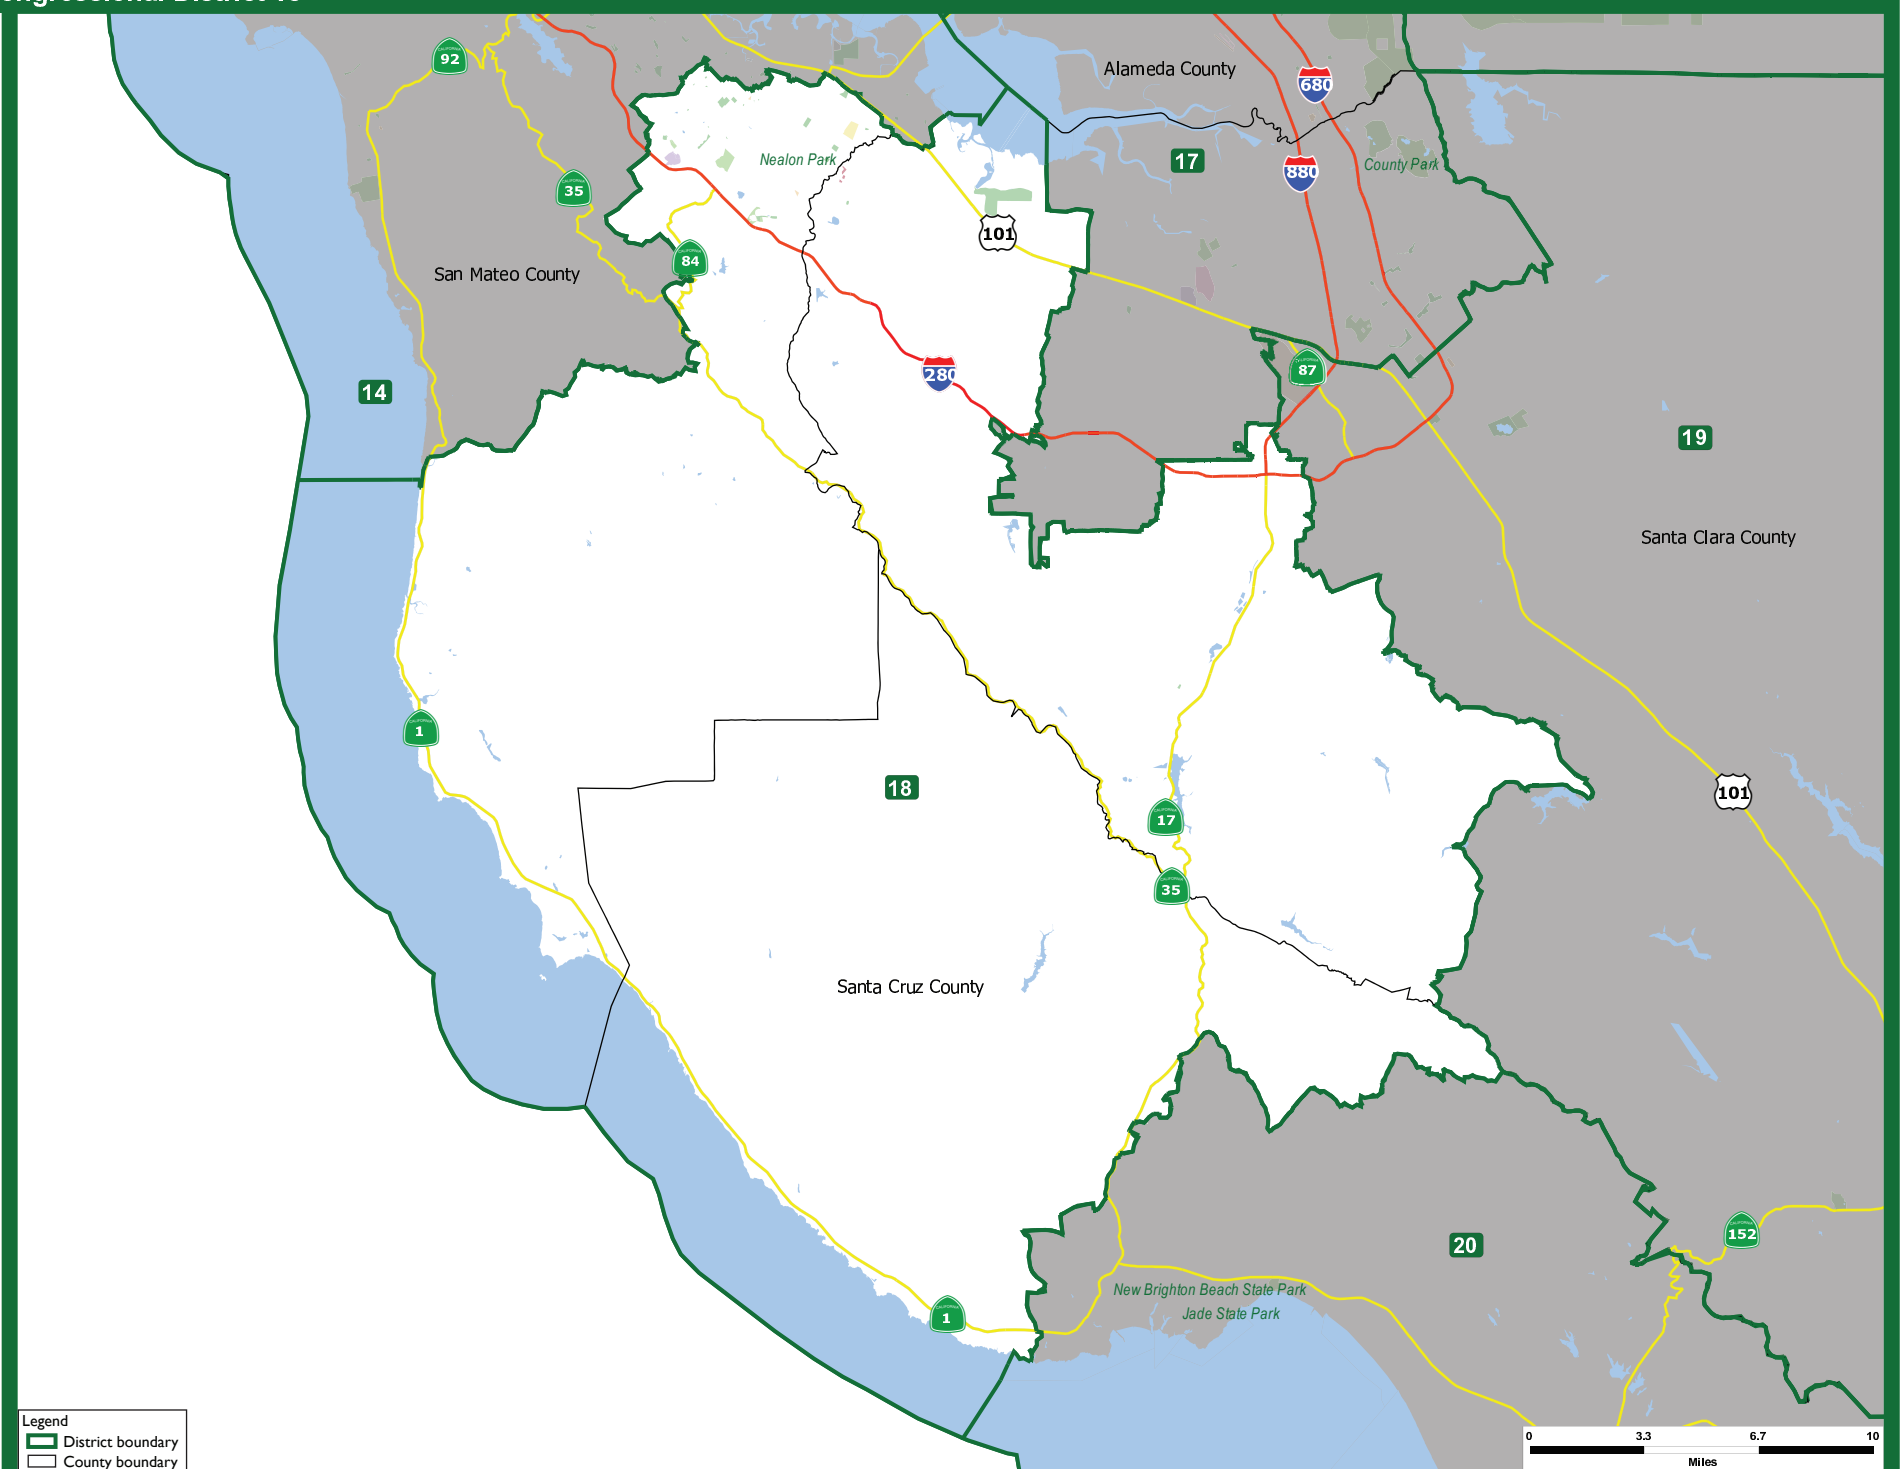 92
Alameda County
680
17
880
County Park
Nealon Park
35
101
84
San Mateo County
280
87
14
19
Santa Clara County
1
18
101
17
35
Santa Cruz County
152
20
New Brighton Beach State Park
Jade State Park
1
Legend
District boundary
County boundary
0 3.3 6.7 10
Miles